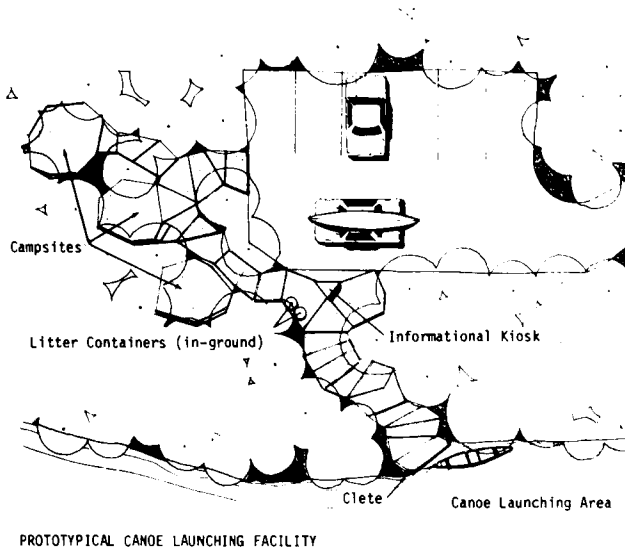 Campsites
Litter Containers (in-ground)
Informational Kiosk
Clete
Canoe Launching Area
PROTOTYPICAL CANOE LAUNCHING FACILITY